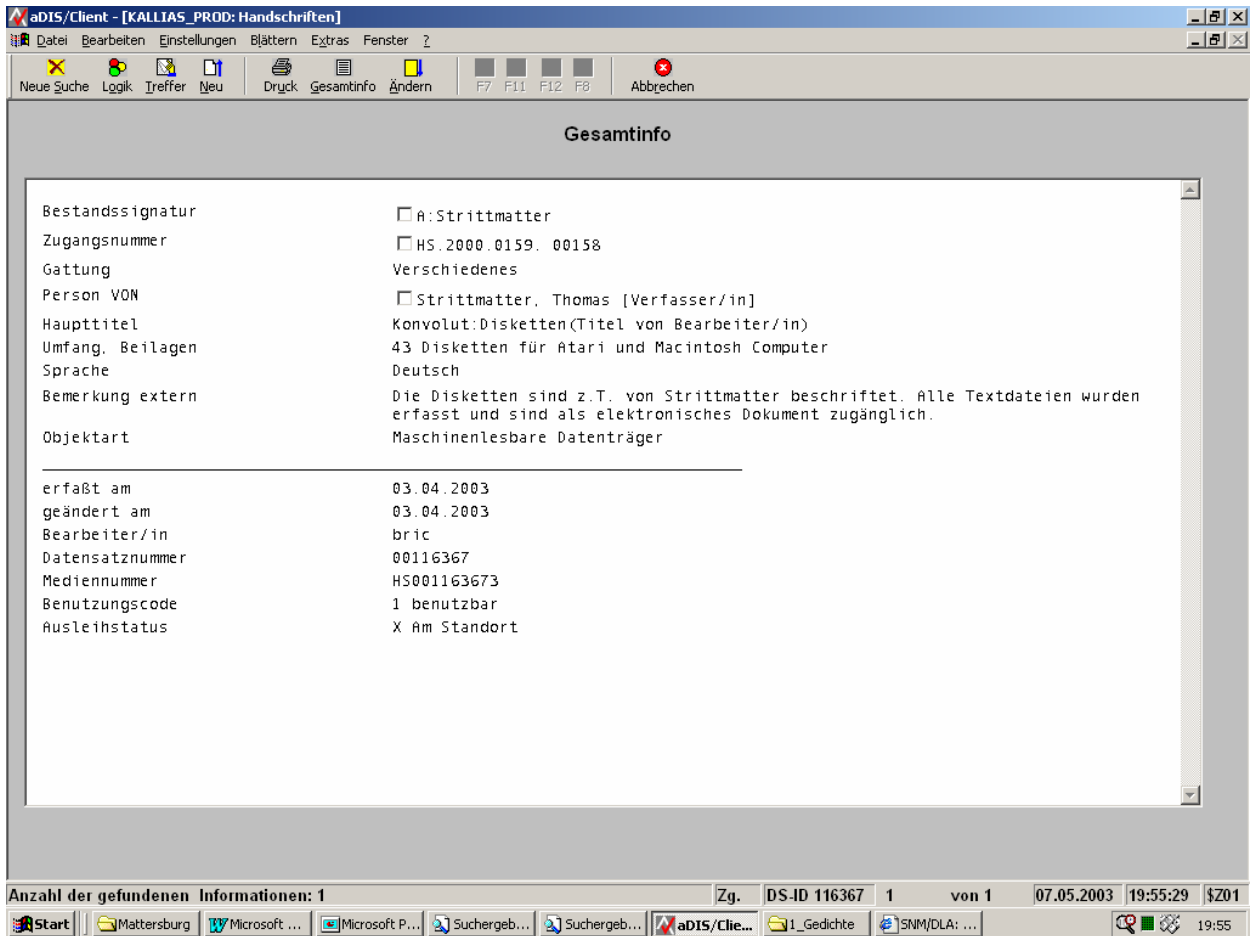 aDIS/Client - [KALLIAS_PROD: Handschriften]
Datei Bearbeiten Einstellungen Blättern Extras Fenster ?
Neue Suche Logik Treffer Neu Druck Gesamtinfo Ändern F7 F11 F12 F8 Abbrechen
Gesamtinfo
Bestandssignatur A:Strittmatter
Zugangsnummer HS.2000.0159. 00158
Gattung Verschiedenes
Person VON Strittmatter, Thomas [Verfasser/in]
Haupttitel Konvolut:Disketten(Titel von Bearbeiter/in)
Umfang, Beilagen 43 Disketten für Atari und Macintosh Computer
Sprache Deutsch
Bemerkung extern Die Disketten sind z.T. von Strittmatter beschriftet. Alle Textdateien wurden
erfasst und sind als elektronisches Dokument zugänglich.
Objektart Maschinenlesbare Datenträger
erfaßt am 03.04.2003
geändert am 03.04.2003
Bearbeiter/in bric
Datensatznummer 00116367
Mediennummer HS001163673
Benutzungscode 1 benutzbar
Ausleihstatus X Am Standort
Anzahl der gefundenen Informationen: 1 Zg. DS-ID 116367 1 von 1 07.05.2003 19:55:29 $Z01
Start Mattersburg Microsoft ... Microsoft P... Suchergeb... Suchergeb... aDIS/Clie... 1_Gedichte SNM/DLA: ... 19:55